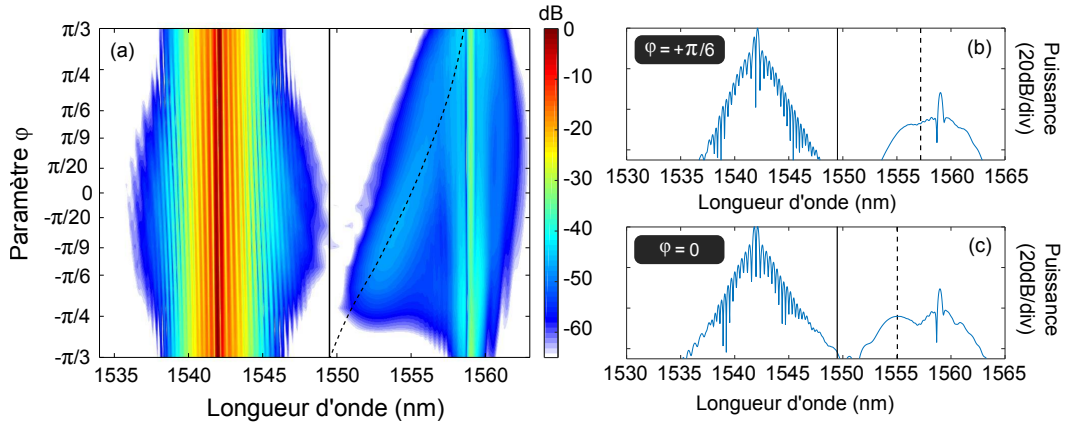 (a)
dB
Paramètre φ
π/3
π/4
π/6
π/9
π/20
0
-π/20
-π/9
-π/6
-π/4
-π/3
1535 1540 1545 1550 1555 1560
Longueur d'onde (nm)
0
-10
-20
-30
-40
-50
-60
φ = +π/6
(b)
1530 1535 1540 1545 1550 1555 1560 1565
Longueur d'onde (nm)
Puissance
(20dB/div)
φ = 0
(c)
1530 1535 1540 1545 1550 1555 1560 1565
Longueur d'onde (nm)
Puissance
(20dB/div)